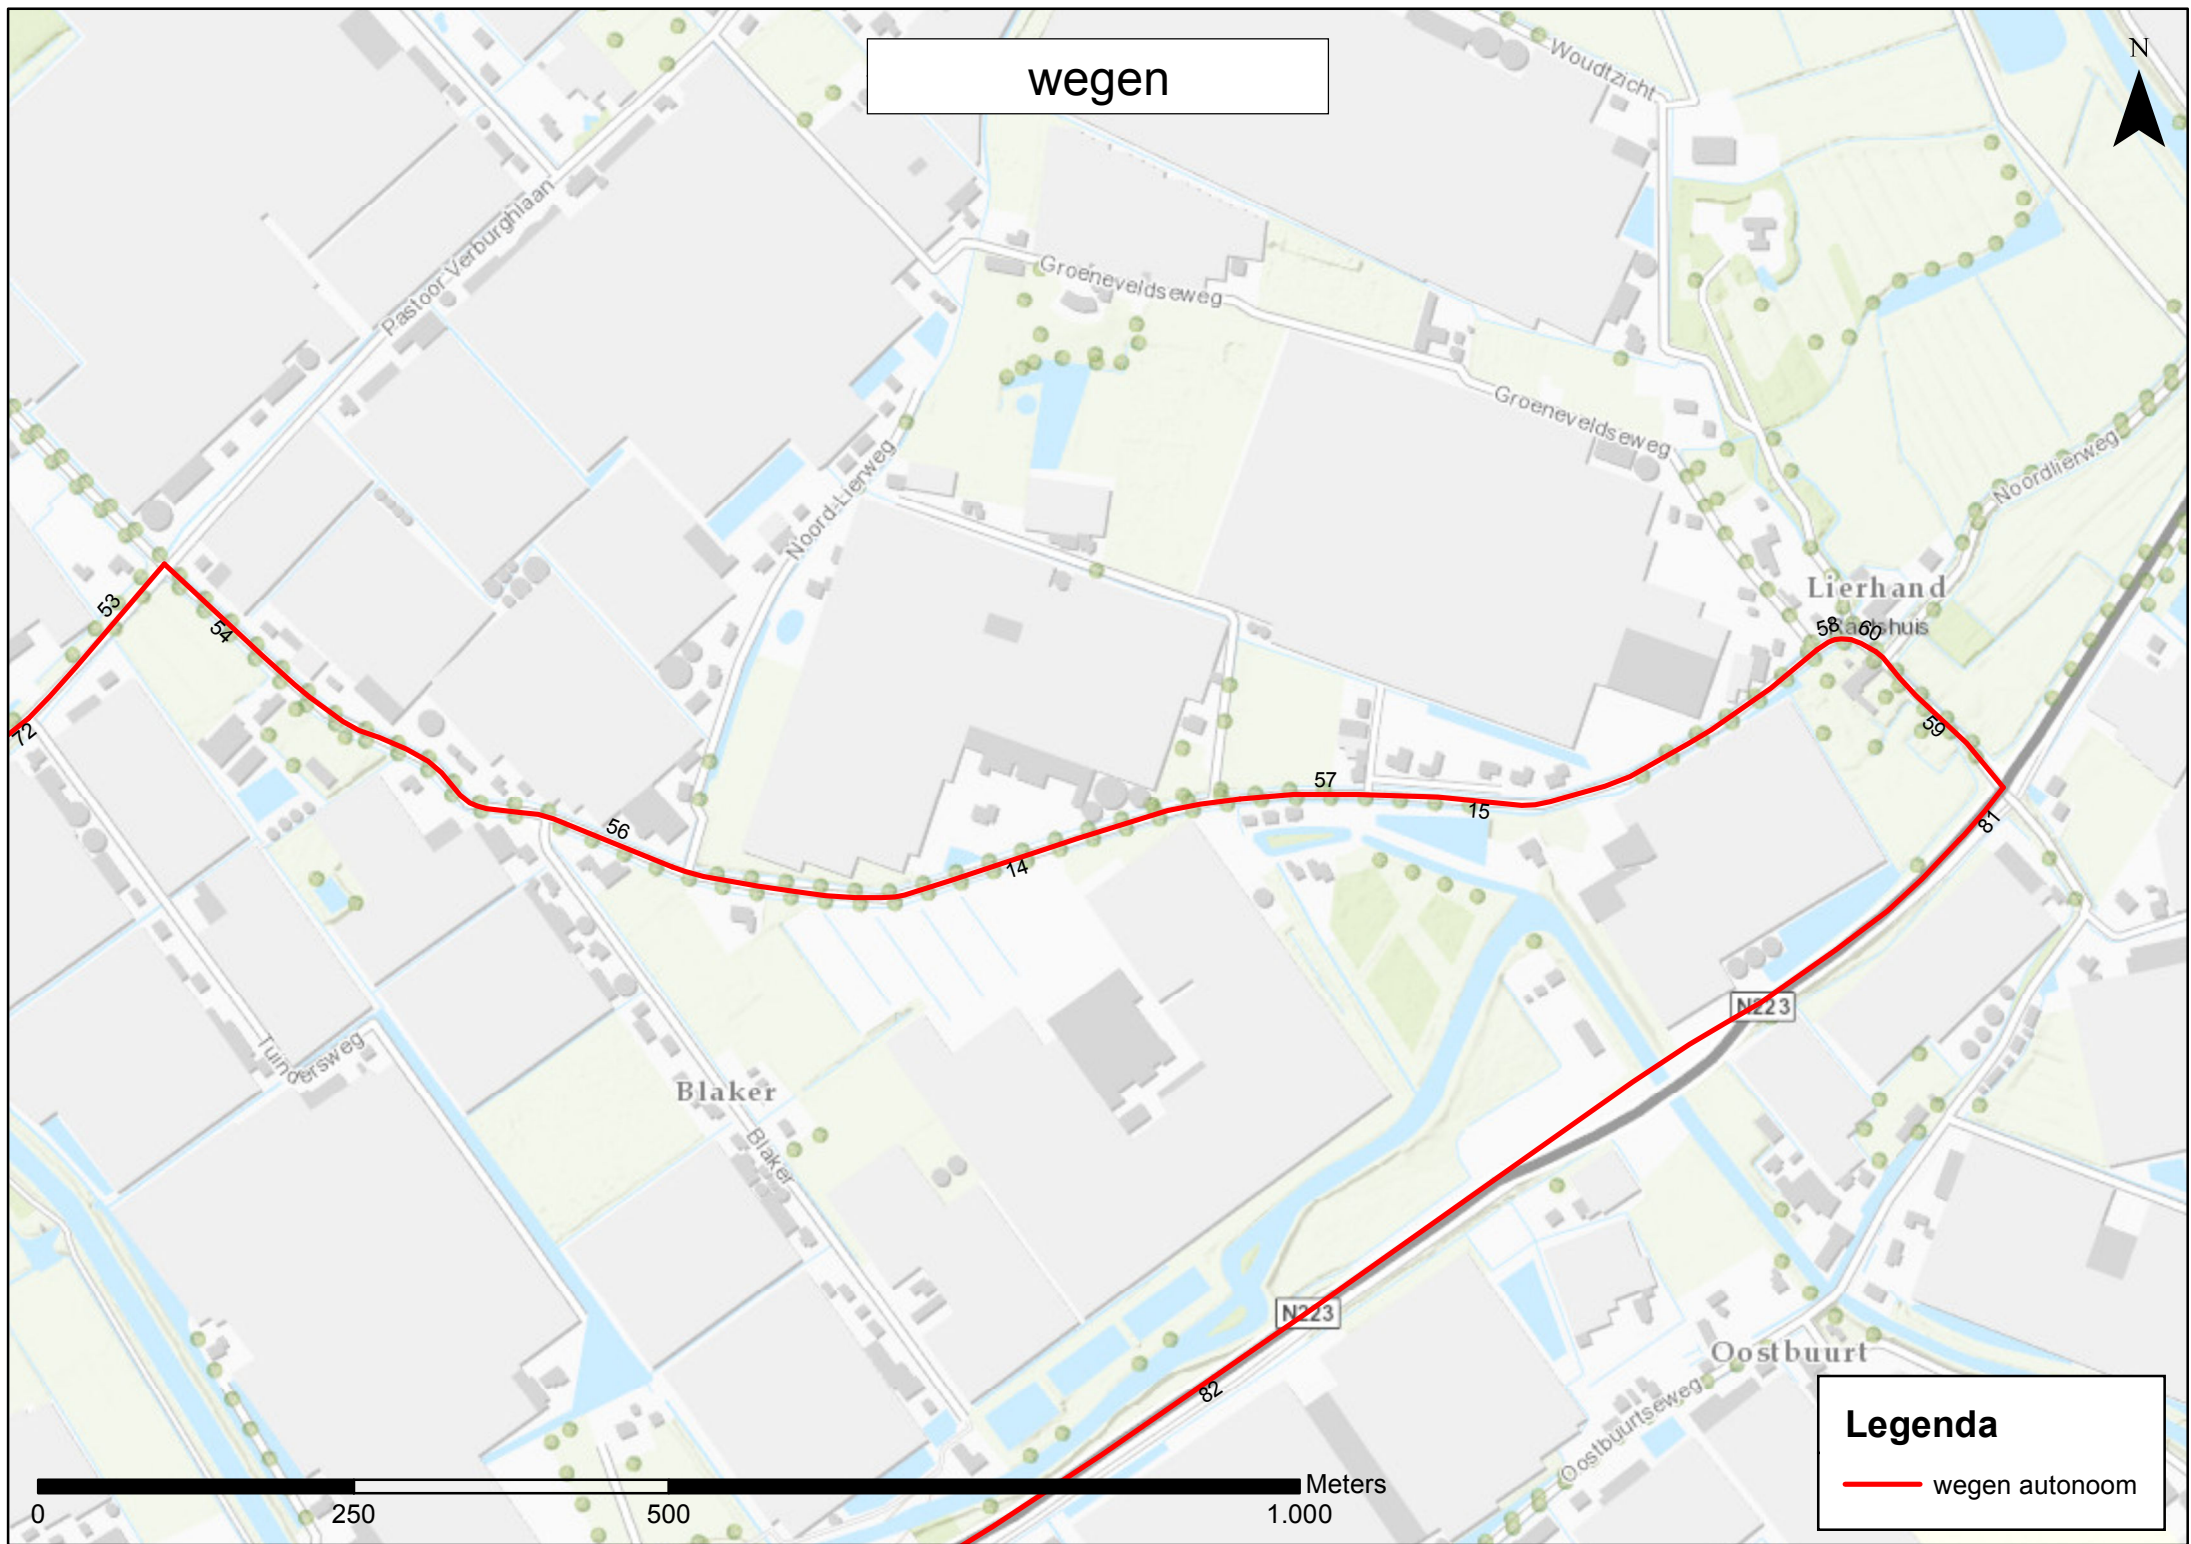 wegen
N
Woudtzicht
Pastoor Verburghlaan
Groeneveldseweg
Groeneveldseweg
Noord-Lierweg
Noordlierweg
Lierhand
Raadshuis
53
54
72
58
60
59
57
15
81
56
14
N223
Tuindersweg
Blaker
Blaker
N223
Oostbuurt
82
Oostbuurtseweg
Legenda
wegen autonoom
Meters
0 250 500 1.000